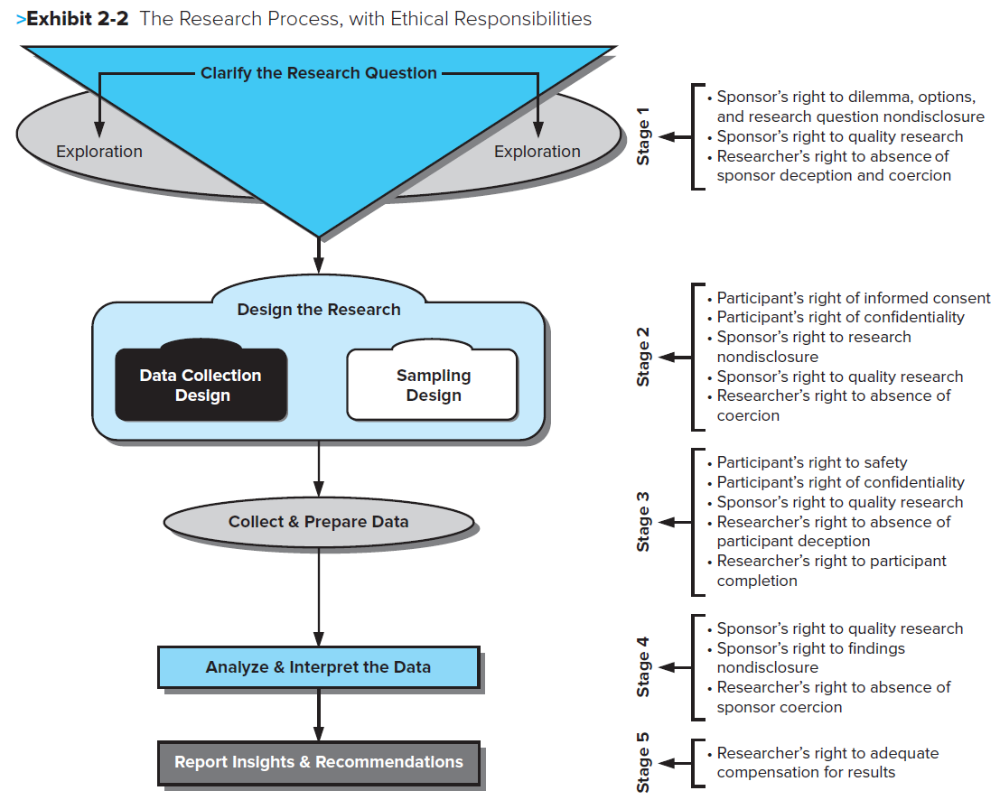 >Exhibit 2-2 The Research Process, with Ethical Responsibilities
Clarify the Research Question
Exploration
Exploration
Stage 1
• Sponsor's right to dilemma, options,
and research question nondisclosure
• Sponsor's right to quality research
• Researcher's right to absence of
sponsor deception and coercion
Design the Research
Data Collection
Design
Sampling
Design
Stage 2
• Participant's right of informed consent
• Participant's right of confidentiality
• Sponsor's right to research
nondisclosure
• Sponsor's right to quality research
• Researcher's right to absence of
coercion
Collect & Prepare Data
Stage 3
• Participant's right to safety
• Participant's right of confidentiality
• Sponsor's right to quality research
• Researcher's right to absence of
participant deception
• Researcher's right to participant
completion
Analyze & Interpret the Data
Stage 4
• Sponsor's right to quality research
• Sponsor's right to findings
nondisclosure
• Researcher's right to absence of
sponsor coercion
Report Insights & Recommendations
Stage 5
• Researcher's right to adequate
compensation for results